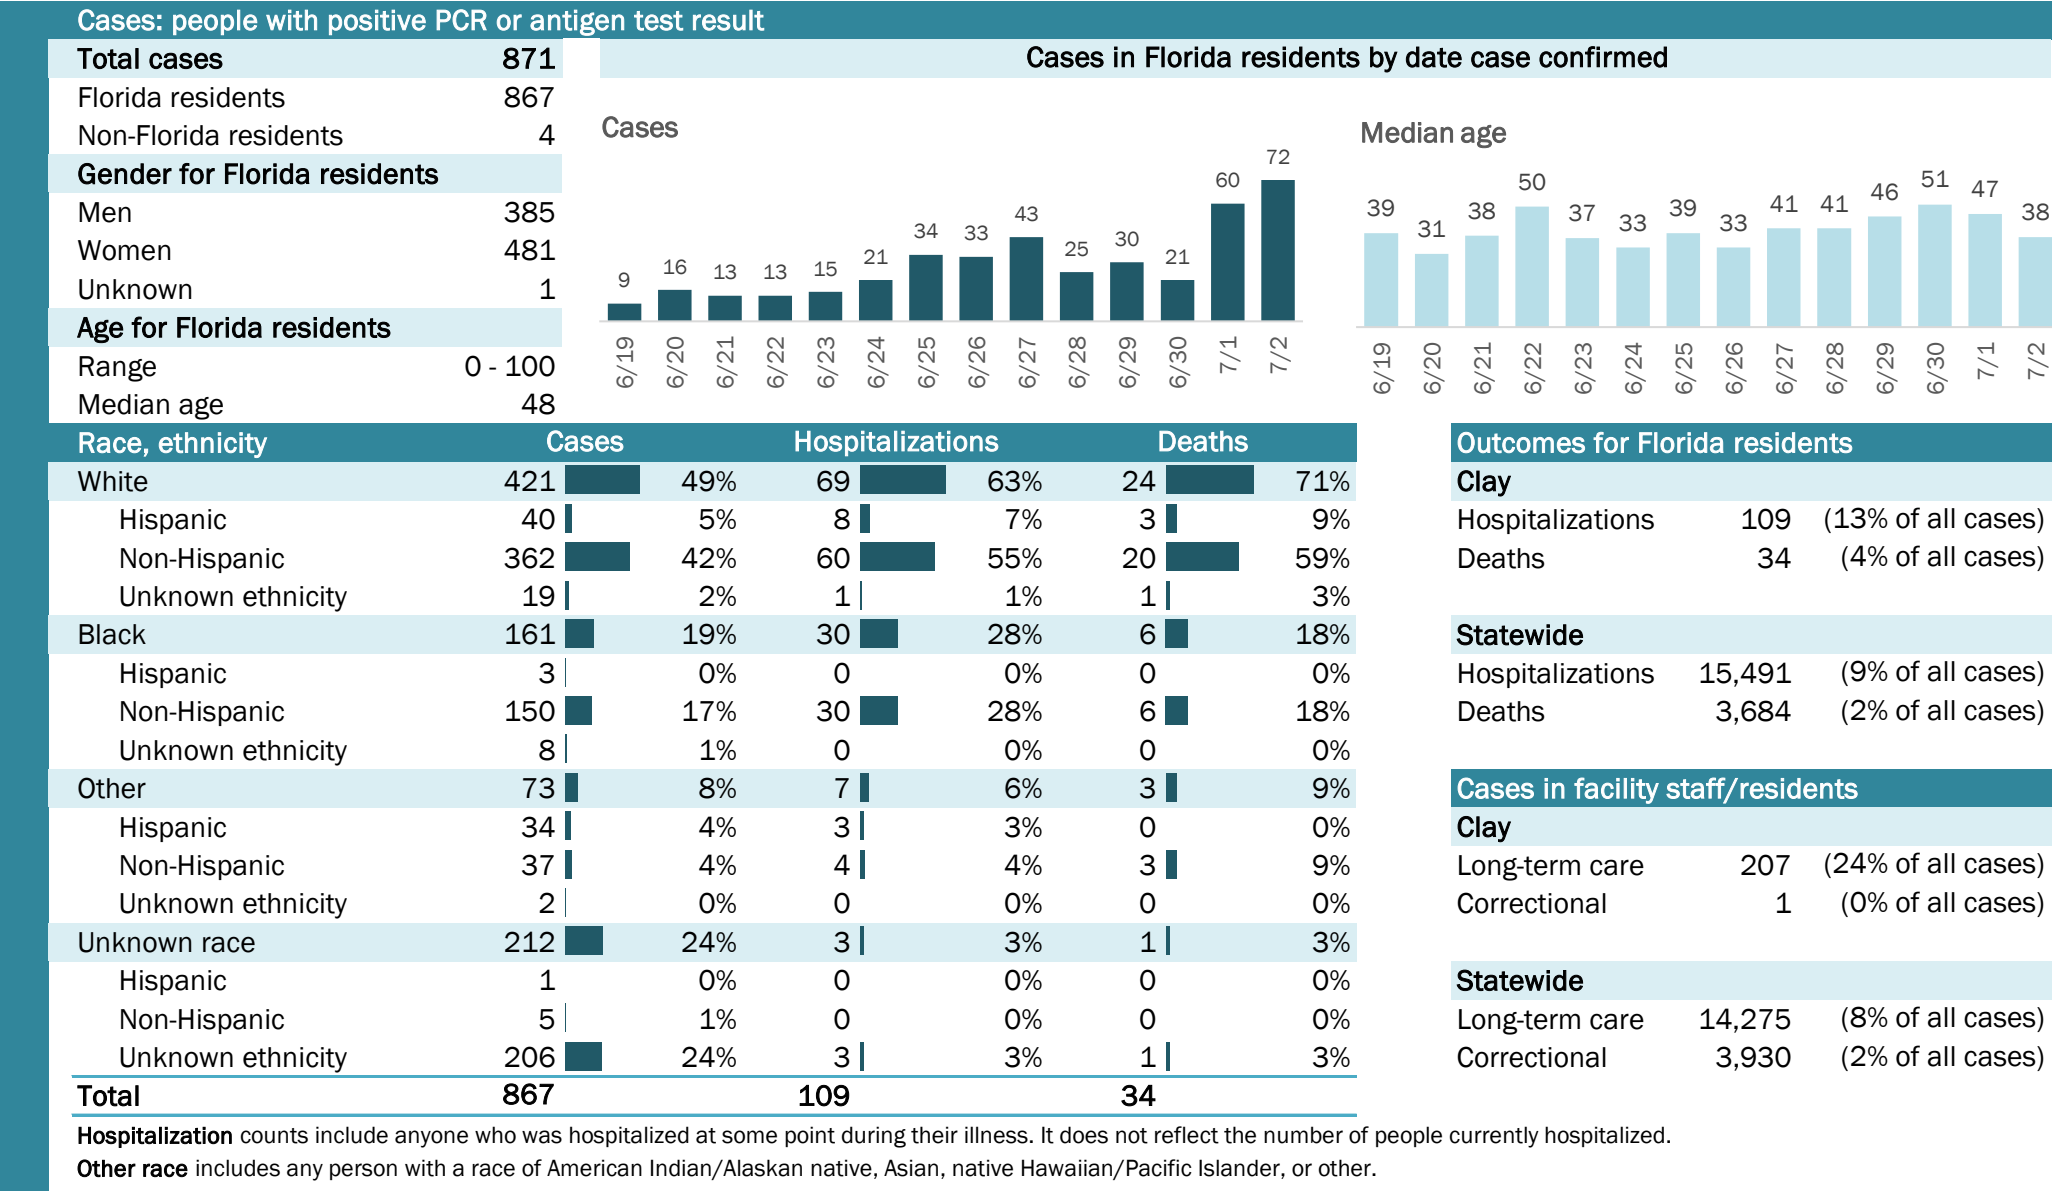 Cases: people with positive PCR or antigen test result
Total cases 871
Florida residents 867
Non-Florida residents 4
Gender for Florida residents
Men 385
Women 481
Unknown 1
Age for Florida residents
Range 0 - 100
Median age 48
Cases in Florida residents by date case confirmed
Cases
9 16 13 13 15 21 34 33 43 25 30 21 60 72
6/19 6/20 6/21 6/22 6/23 6/24 6/25 6/26 6/27 6/28 6/29 6/30 7/1 7/2
Median age
39 31 38 50 37 33 39 33 41 41 46 51 47 38
6/19 6/20 6/21 6/22 6/23 6/24 6/25 6/26 6/27 6/28 6/29 6/30 7/1 7/2
Race, ethnicity Cases Hospitalizations Deaths
White 421 49% 69 63% 24 71%
Hispanic 40 5% 8 7% 3 9%
Non-Hispanic 362 42% 60 55% 20 59%
Unknown ethnicity 19 2% 1 1% 1 3%
Black 161 19% 30 28% 6 18%
Hispanic 3 0% 0 0% 0 0%
Non-Hispanic 150 17% 30 28% 6 18%
Unknown ethnicity 8 1% 0 0% 0 0%
Other 73 8% 7 6% 3 9%
Hispanic 34 4% 3 3% 0 0%
Non-Hispanic 37 4% 4 4% 3 9%
Unknown ethnicity 2 0% 0 0% 0 0%
Unknown race 212 24% 3 3% 1 3%
Hispanic 1 0% 0 0% 0 0%
Non-Hispanic 5 1% 0 0% 0 0%
Unknown ethnicity 206 24% 3 3% 1 3%
Total 867 109 34
Outcomes for Florida residents
Clay
Hospitalizations 109 (13% of all cases)
Deaths 34 (4% of all cases)
Statewide
Hospitalizations 15,491 (9% of all cases)
Deaths 3,684 (2% of all cases)
Cases in facility staff/residents
Clay
Long-term care 207 (24% of all cases)
Correctional 1 (0% of all cases)
Statewide
Long-term care 14,275 (8% of all cases)
Correctional 3,930 (2% of all cases)
Hospitalization counts include anyone who was hospitalized at some point during their illness. It does not reflect the number of people currently hospitalized.
Other race includes any person with a race of American Indian/Alaskan native, Asian, native Hawaiian/Pacific Islander, or other.